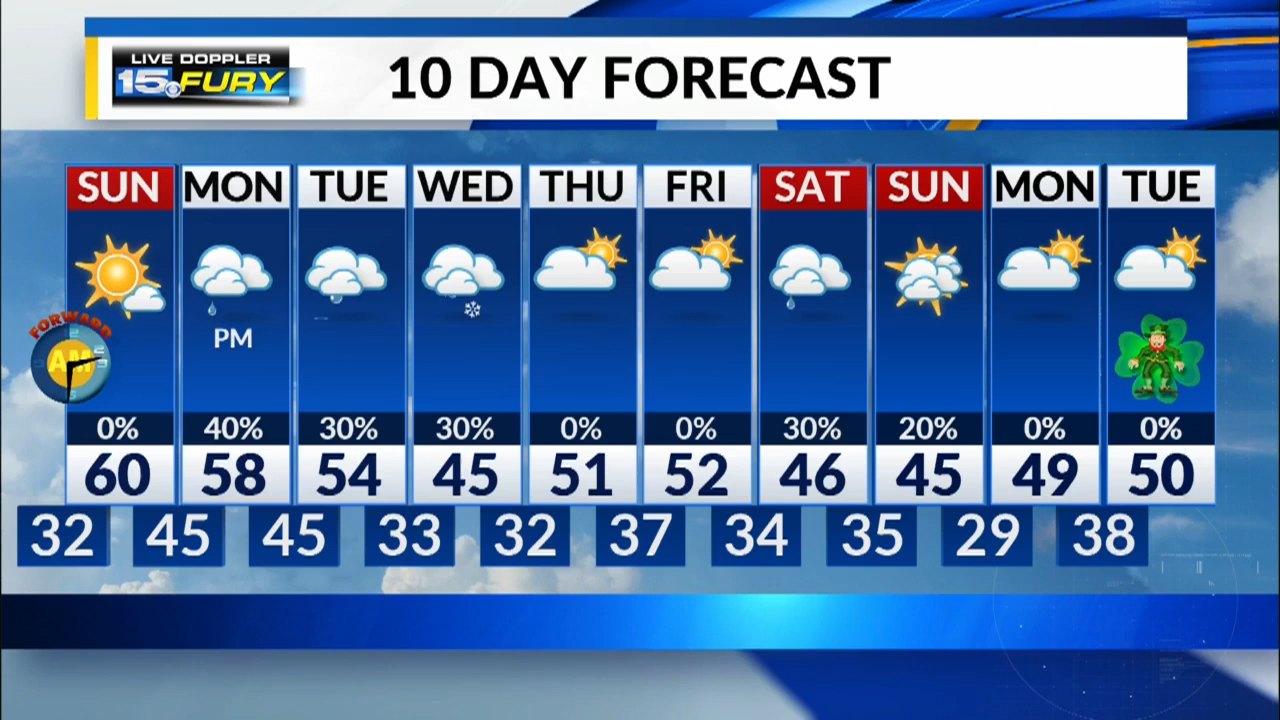 LIVE DOPPLER
15 FURY
10 DAY FORECAST
SUN MON TUE WED THU FRI SAT SUN MON TUE
FORWARD
AM
PM
0% 40% 30% 30% 0% 0% 30% 20% 0% 0%
60 58 54 45 51 52 46 45 49 50
32 45 45 33 32 37 34 35 29 38